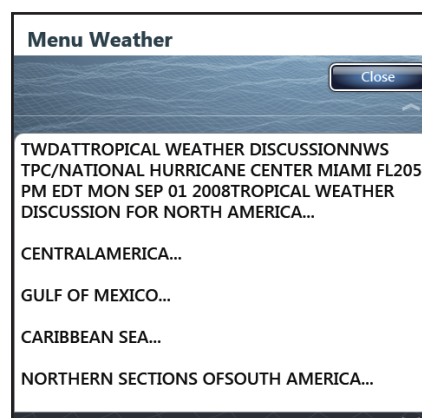 Menu Weather
Close
TWDATTROPICAL WEATHER DISCUSSIONNWS
TPC/NATIONAL HURRICANE CENTER MIAMI FL205
PM EDT MON SEP 01 2008TROPICAL WEATHER
DISCUSSION FOR NORTH AMERICA...
CENTRALAMERICA...
GULF OF MEXICO...
CARIBBEAN SEA...
NORTHERN SECTIONS OFSOUTH AMERICA...